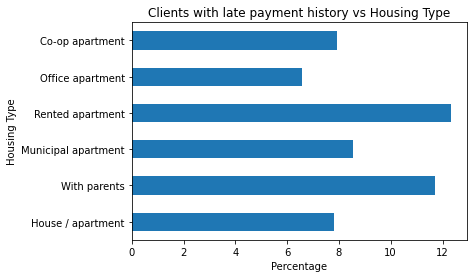 Clients with late payment history vs Housing Type
Co-op apartment
Office apartment
Rented apartment
Municipal apartment
With parents
House / apartment
Housing Type
0 2 4 6 8 10 12
Percentage